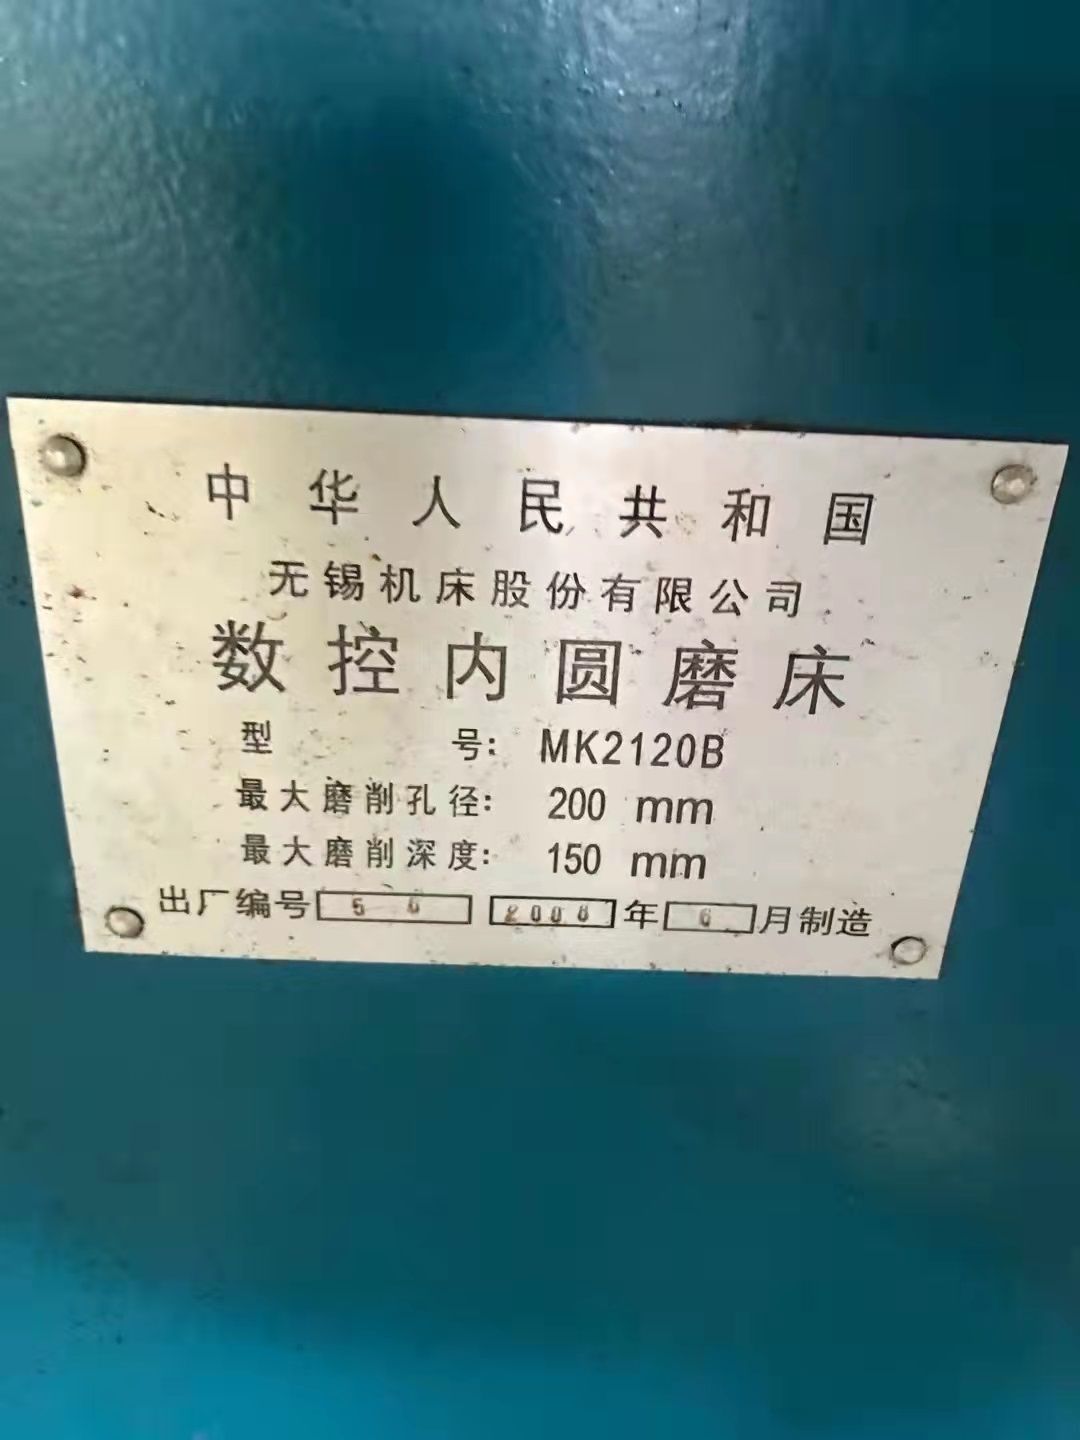 中华人民共和国
无锡机床股份有限公司
数控内圆磨床
型 号: MK2120B
最大磨削孔径: 200 mm
最大磨削深度: 150 mm
出厂编号 年 6 月制造